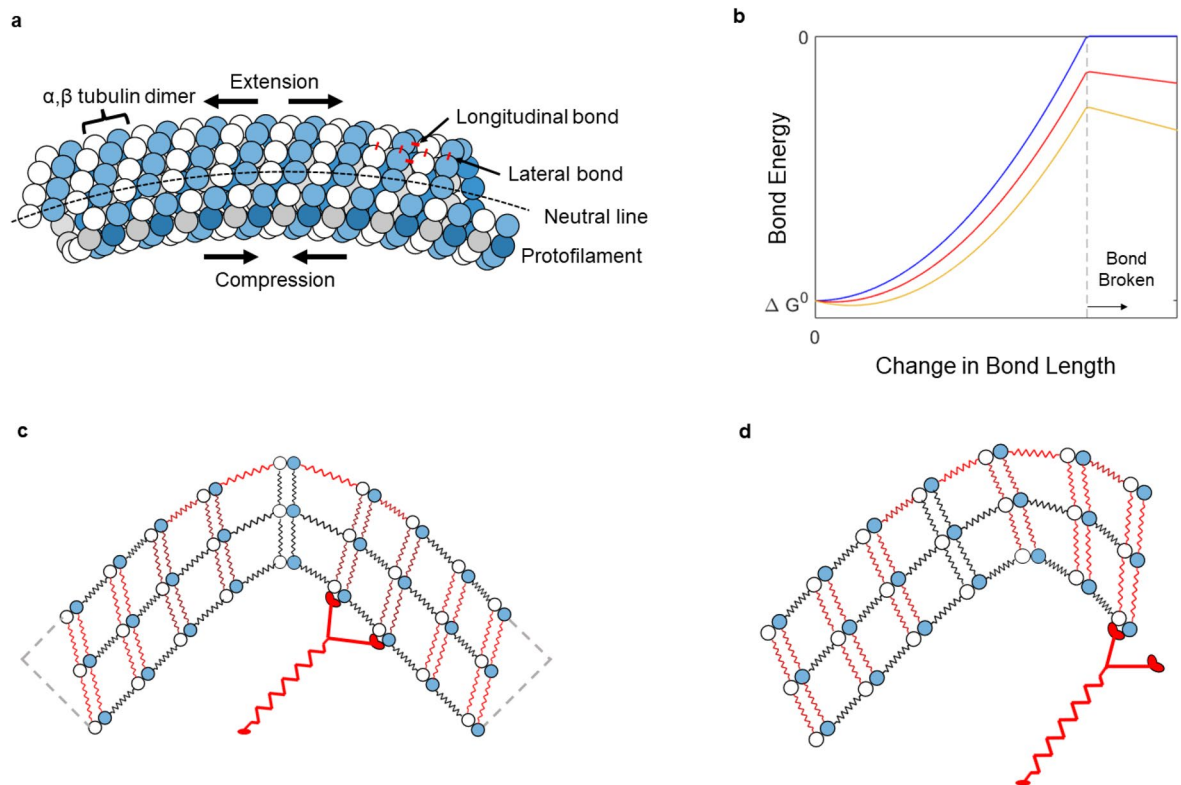 a
Extension
α,β tubulin dimer
Longitudinal bond
Lateral bond
Neutral line
Protofilament
Compression
b
0
Bond Energy
Bond
Broken
Δ G⁰
0
Change in Bond Length
c
d